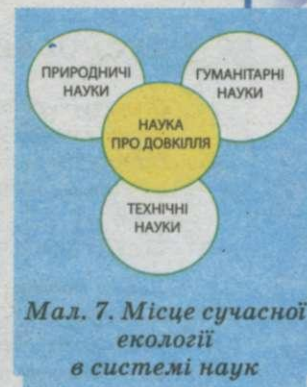 ПРИРОДНИЧІ
НАУКИ
ГУМАНІТАРНІ
НАУКИ
НАУКА
ПРО ДОВКІЛЛЯ
ТЕХНІЧНІ
НАУКИ
Мал. 7. Місце сучасної
екології
в системі наук